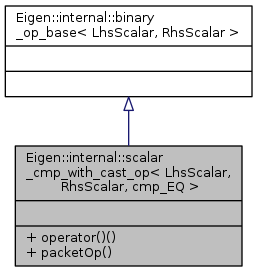 Eigen::internal::binary
_op_base< LhsScalar, RhsScalar >
Eigen::internal::scalar
_cmp_with_cast_op< LhsScalar,
RhsScalar, cmp_EQ >
+ operator()()
+ packetOp()